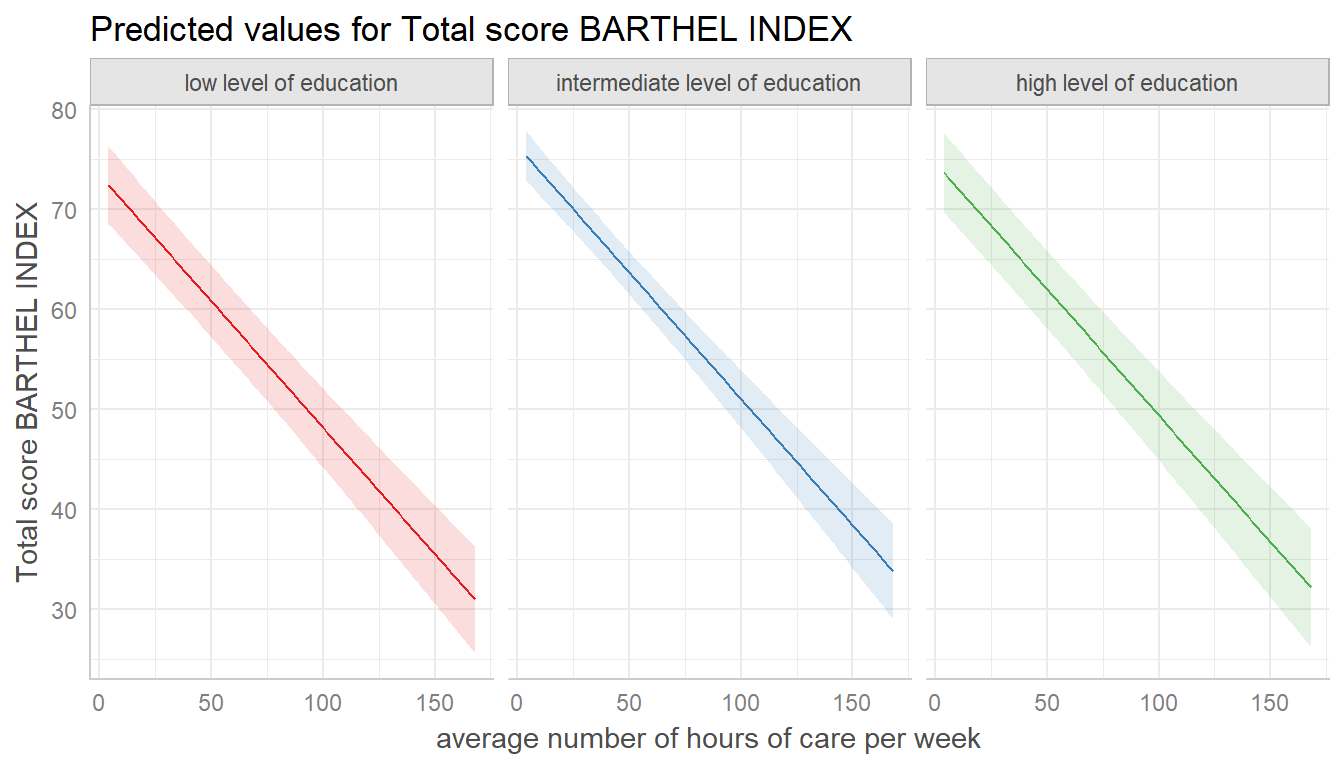 Predicted values for Total score BARTHEL INDEX
low level of education
intermediate level of education
high level of education
Total score BARTHEL INDEX
80
70
60
50
40
30
0 50 100 150
0 50 100 150
0 50 100 150
average number of hours of care per week